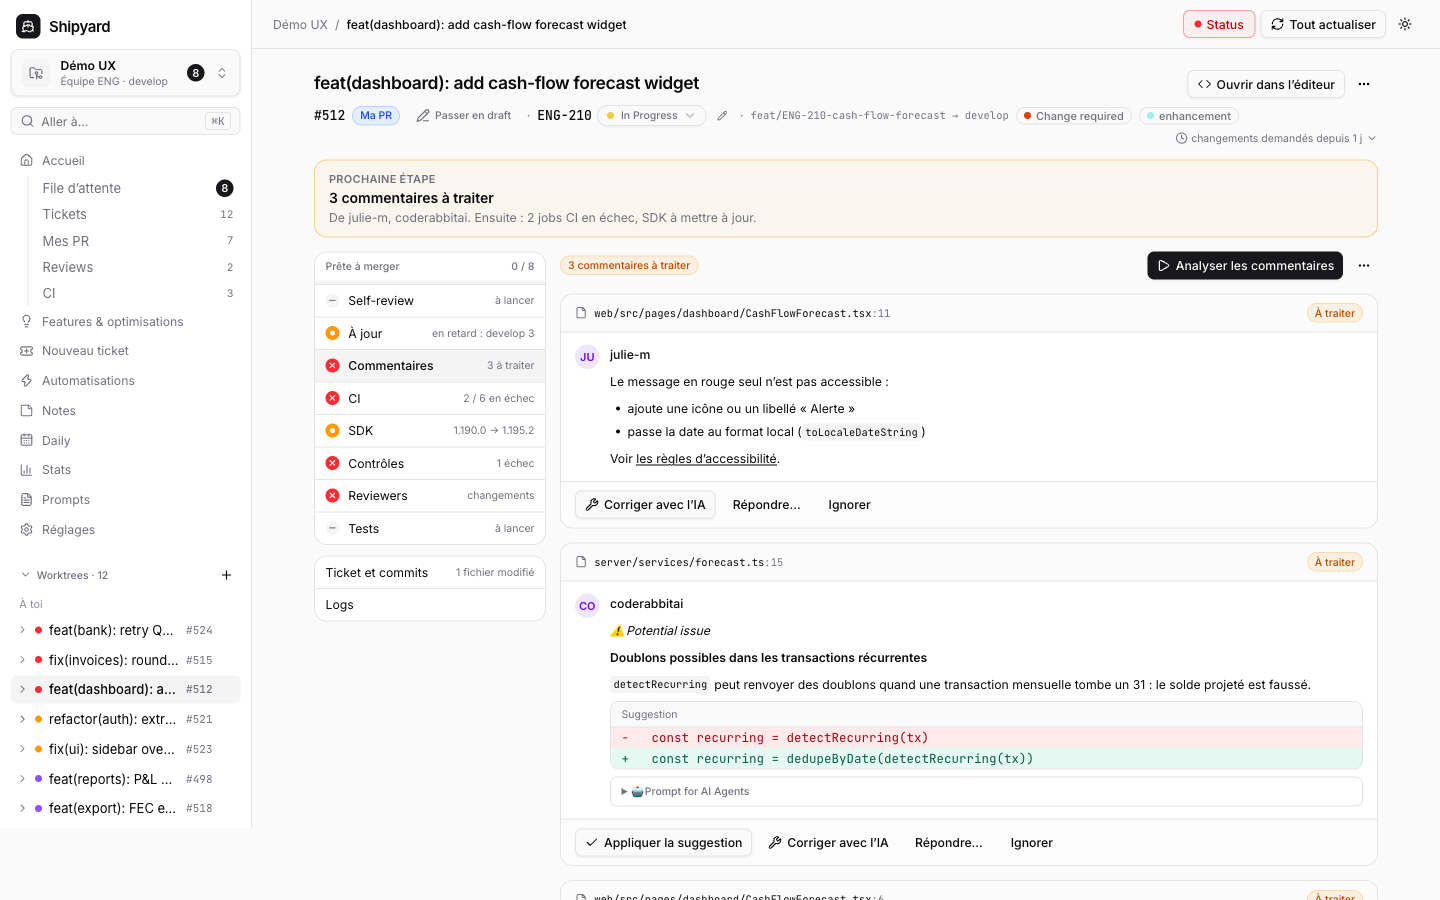 Shipyard
Démo UX / feat(dashboard): add cash-flow forecast widget
Status
Tout actualiser
Démo UX
Équipe ENG · develop
8
Aller à...
⌘K
Accueil
File d’attente 8
Tickets 12
Mes PR 7
Reviews 2
CI 3
Features & optimisations
Nouveau ticket
Automatisations
Notes
Daily
Stats
Prompts
Réglages
Worktrees · 12
À toi
feat(bank): retry Q... #524
fix(invoices): round... #515
feat(dashboard): a... #512
refactor(auth): extr... #521
fix(ui): sidebar ove... #523
feat(reports): P&L ... #498
feat(export): FEC e... #518
feat(dashboard): add cash-flow forecast widget
Ouvrir dans l’éditeur
#512 Ma PR Passer en draft · ENG-210 In Progress · feat/ENG-210-cash-flow-forecast → develop Change required enhancement
changements demandés depuis 1 j
PROCHAINE ÉTAPE
3 commentaires à traiter
De julie-m, coderabbitai. Ensuite : 2 jobs CI en échec, SDK à mettre à jour.
Prête à merger 0 / 8
Self-review à lancer
À jour en retard : develop 3
Commentaires 3 à traiter
CI 2 / 6 en échec
SDK 1.190.0 → 1.195.2
Contrôles 1 échec
Reviewers changements
Tests à lancer
Ticket et commits 1 fichier modifié
Logs
3 commentaires à traiter
Analyser les commentaires
web/src/pages/dashboard/CashFlowForecast.tsx:11
À traiter
JU
julie-m
Le message en rouge seul n’est pas accessible :
• ajoute une icône ou un libellé « Alerte »
• passe la date au format local ( toLocaleDateString )
Voir les règles d’accessibilité.
Corriger avec l’IA
Répondre...
Ignorer
server/services/forecast.ts:15
À traiter
CO
coderabbitai
⚠️ Potential issue
Doublons possibles dans les transactions récurrentes
detectRecurring peut renvoyer des doublons quand une transaction mensuelle tombe un 31 : le solde projeté est faussé.
Suggestion
- const recurring = detectRecurring(tx)
+ const recurring = dedupeByDate(detectRecurring(tx))
▶ 🤖Prompt for AI Agents
Appliquer la suggestion
Corriger avec l’IA
Répondre...
Ignorer
web/src/pages/dashboard/CashFlowForecast.tsx:6
À traiter